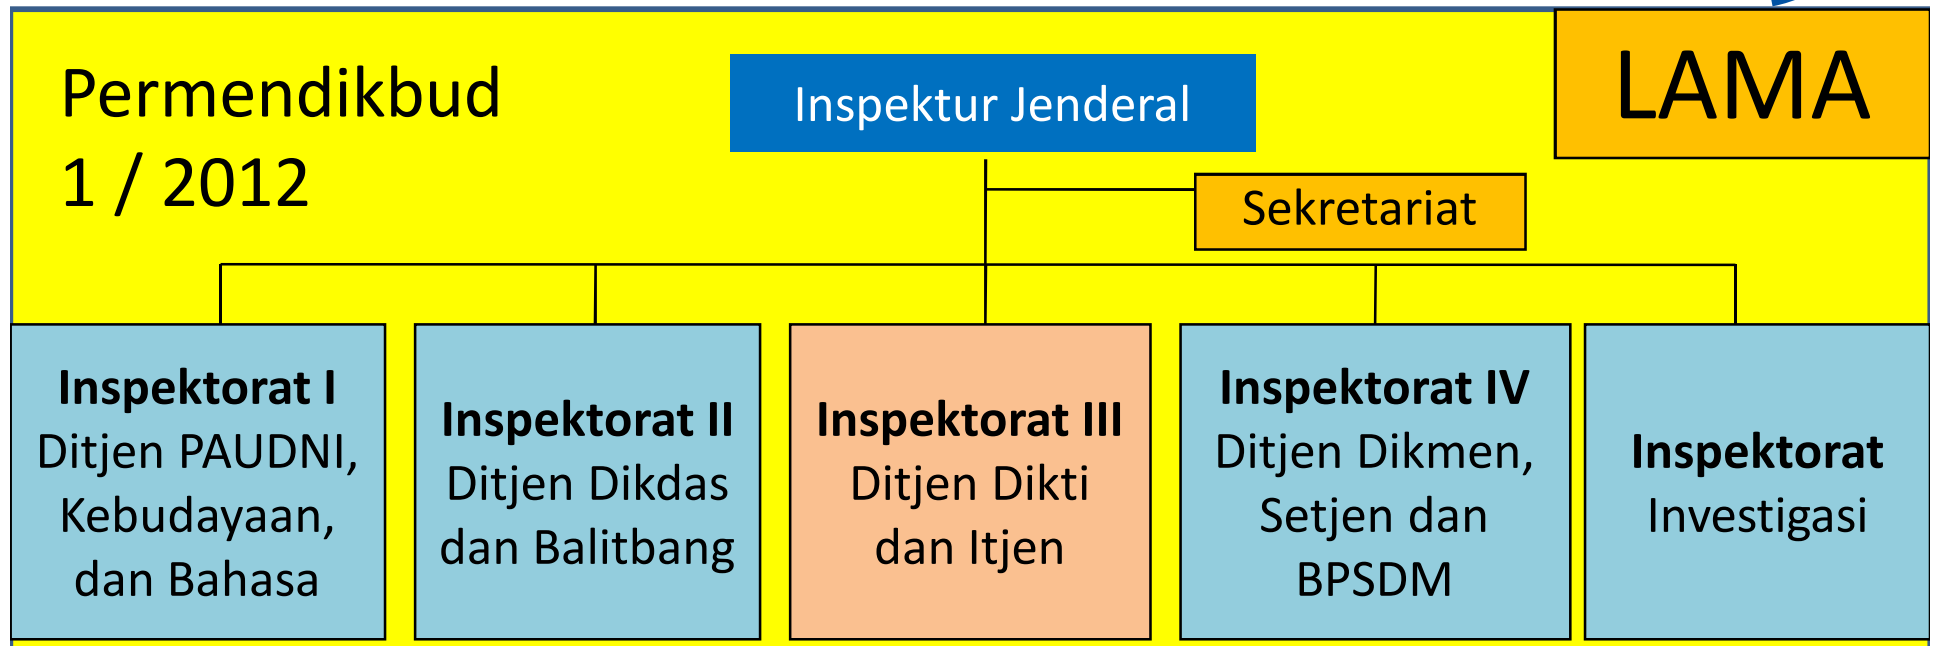 Permendikbud
1 / 2012
Inspektur Jenderal
LAMA
Sekretariat
Inspektorat I
Ditjen PAUDNI,
Kebudayaan,
dan Bahasa
Inspektorat II
Ditjen Dikdas
dan Balitbang
Inspektorat III
Ditjen Dikti
dan Itjen
Inspektorat IV
Ditjen Dikmen,
Setjen dan
BPSDM
Inspektorat
Investigasi